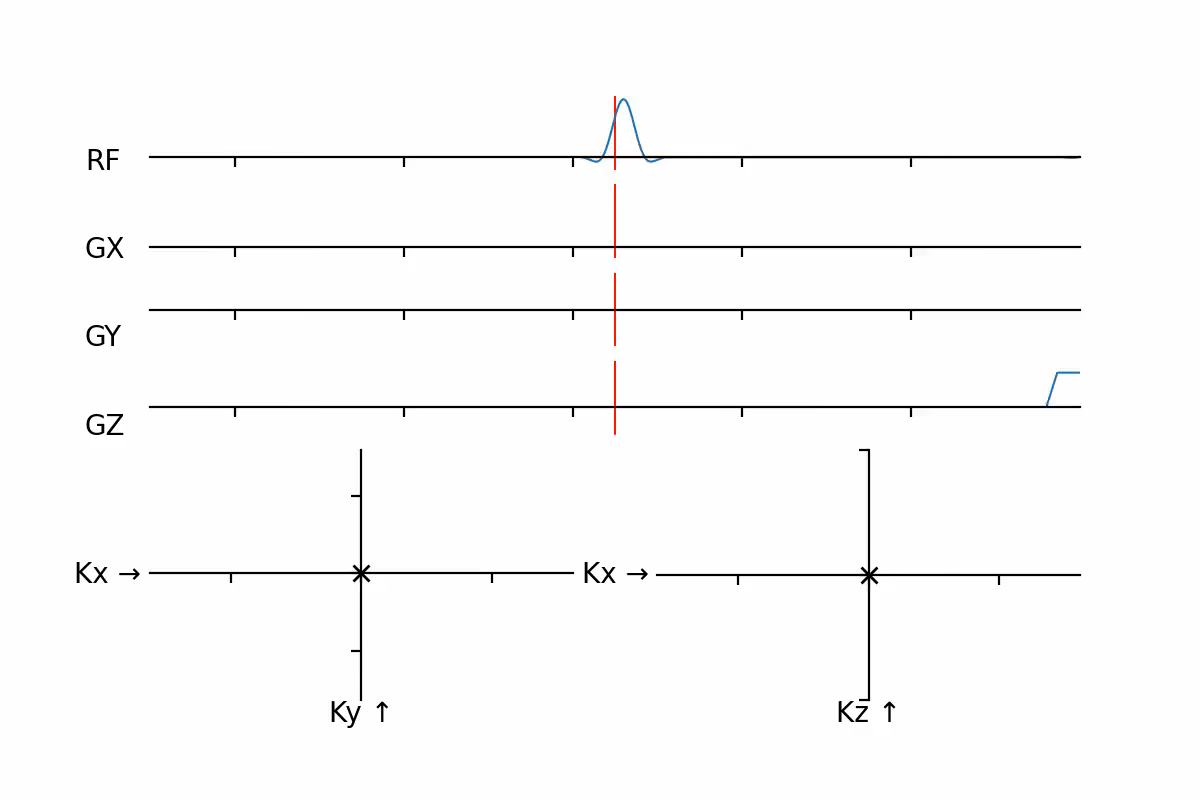 RF
GX
GY
GZ
Kx →
Ky ↑
Kx →
Kz ↑